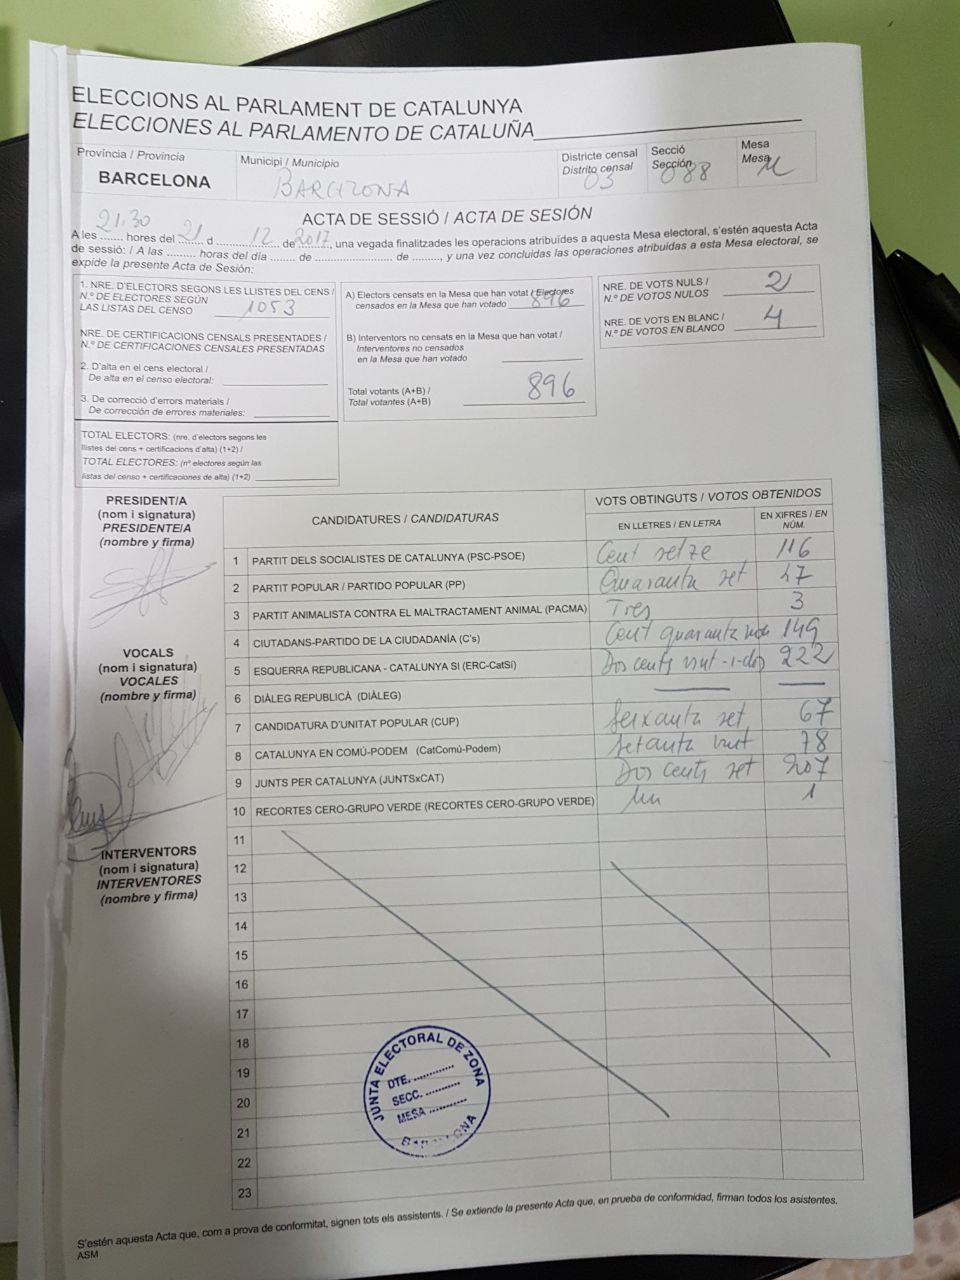 ELECCIONS AL PARLAMENT DE CATALUNYA
ELECCIONES AL PARLAMENTO DE CATALUÑA
Província / Provincia
BARCELONA
Municipi / Municipio
BARCELONA
Districte censal
Distrito censal
03
Secció
Sección
088
Mesa
Mesa
U
ACTA DE SESSIÓ / ACTA DE SESIÓN
A les 21:30 hores del 21 d 12 de 2017, una vegada finalitzades les operacions atribuïdes a aquesta Mesa electoral, s'estén aquesta Acta
de sessió: / A las ......... horas del día ....... de .................... de ........, y una vez concluidas las operaciones atribuidas a esta Mesa electoral, se
expide la presente Acta de Sesión:
1. NRE. D'ELECTORS SEGONS LES LLISTES DEL CENS /
N.º DE ELECTORES SEGÚN
LAS LISTAS DEL CENSO 1053
NRE. DE CERTIFICACIONS CENSALS PRESENTADES /
N.º DE CERTIFICACIONES CENSALES PRESENTADAS
2. D'alta en el cens electoral /
De alta en el censo electoral:
3. De correcció d'errors materials /
De corrección de errores materiales:
TOTAL ELECTORS: (nre. d'electors segons les
llistes del cens + certificacions d'alta) (1+2) /
TOTAL ELECTORES: (nº electores según las
listas del censo + certificaciones de alta) (1+2)
A) Electors censats en la Mesa que han votat / Electores
censados en la Mesa que han votado 896
B) Interventors no censats en la Mesa que han votat /
Interventores no censados
en la Mesa que han votado
Total votants (A+B) /
Total votantes (A+B) 896
NRE. DE VOTS NULS /
N.º DE VOTOS NULOS 2
NRE. DE VOTS EN BLANC /
N.º DE VOTOS EN BLANCO 4
PRESIDENT/A
(nom i signatura)
PRESIDENTE/A
(nombre y firma)
VOCALS
(nom i signatura)
VOCALES
(nombre y firma)
INTERVENTORS
(nom i signatura)
INTERVENTORES
(nombre y firma)
CANDIDATURES / CANDIDATURAS
VOTS OBTINGUTS / VOTOS OBTENIDOS
EN LLETRES / EN LETRA
EN XIFRES / EN
NÚM.
1 PARTIT DELS SOCIALISTES DE CATALUNYA (PSC-PSOE) Cent setze 116
2 PARTIT POPULAR / PARTIDO POPULAR (PP) Quaranta set 47
3 PARTIT ANIMALISTA CONTRA EL MALTRACTAMENT ANIMAL (PACMA) Tres 3
4 CIUTADANS-PARTIDO DE LA CIUDADANÍA (C's) Cent quaranta nou 149
5 ESQUERRA REPUBLICANA - CATALUNYA SI (ERC-CatSí) Dos cents vint-i-dos 222
6 DIÀLEG REPUBLICÀ (DIÀLEG)
7 CANDIDATURA D'UNITAT POPULAR (CUP) Seixanta set 67
8 CATALUNYA EN COMÚ-PODEM (CatComú-Podem) Setanta vuit 78
9 JUNTS PER CATALUNYA (JUNTSxCAT) Dos cents set 207
10 RECORTES CERO-GRUPO VERDE (RECORTES CERO-GRUPO VERDE) Un 1
11
12
13
14
15
16
17
18
19
20
21
22
23
JUNTA ELECTORAL DE ZONA
DTE. .............
SECC. ...........
MESA ............
S'estén aquesta Acta que, com a prova de conformitat, signen tots els assistents. / Se extiende la presente Acta que, en prueba de conformidad, firman todos los asistentes.
ASM